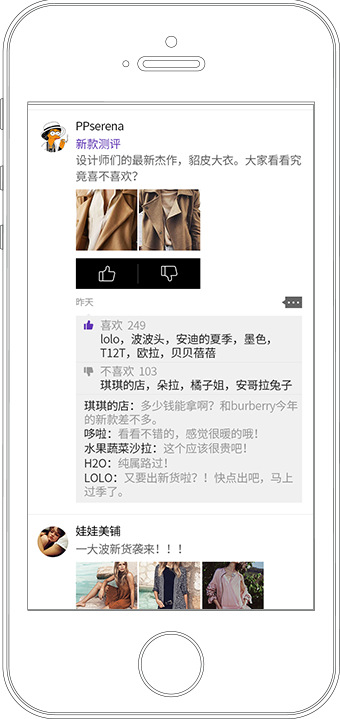 PPserena
新款测评
设计师们的最新杰作，貂皮大衣。大家看看究
竟喜不喜欢？
昨天
喜欢 249
lolo，波波头，安迪的夏季，墨色，
T12T，欧拉，贝贝蓓蓓
不喜欢 103
琪琪的店，朵拉，橘子姐，安哥拉兔子
琪琪的店：多少钱能拿啊？和burberry今年
的新款差不多。
哆啦：看看不错的，感觉很暖的哦！
水果蔬菜沙拉：这个应该很贵吧！
H2O：纯属路过！
LOLO：又要出新货啦？！快点出吧，马上
过季了。
娃娃美铺
一大波新货袭来！！！